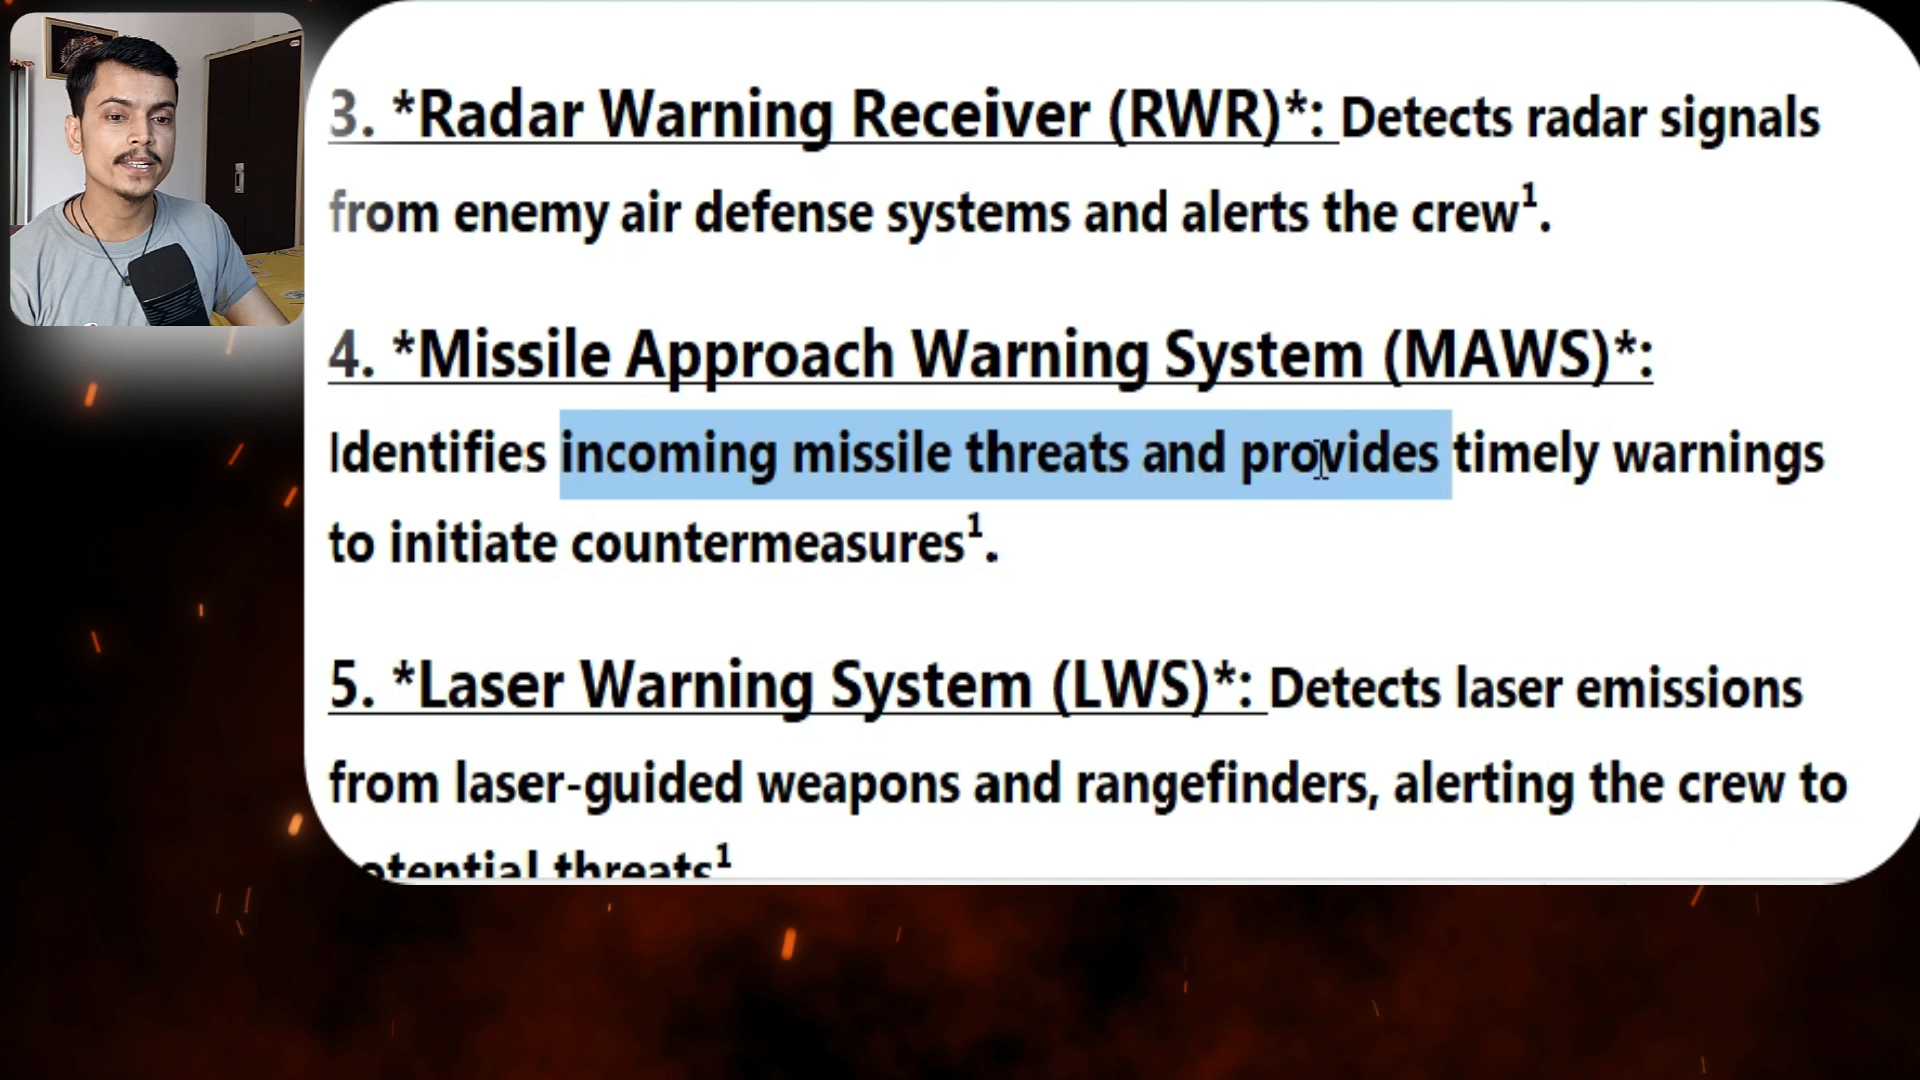 3. *Radar Warning Receiver (RWR)*: Detects radar signals
from enemy air defense systems and alerts the crew¹.
4. *Missile Approach Warning System (MAWS)*:
Identifies incoming missile threats and provides timely warnings
to initiate countermeasures¹.
5. *Laser Warning System (LWS)*: Detects laser emissions
from laser-guided weapons and rangefinders, alerting the crew to
potential threats¹